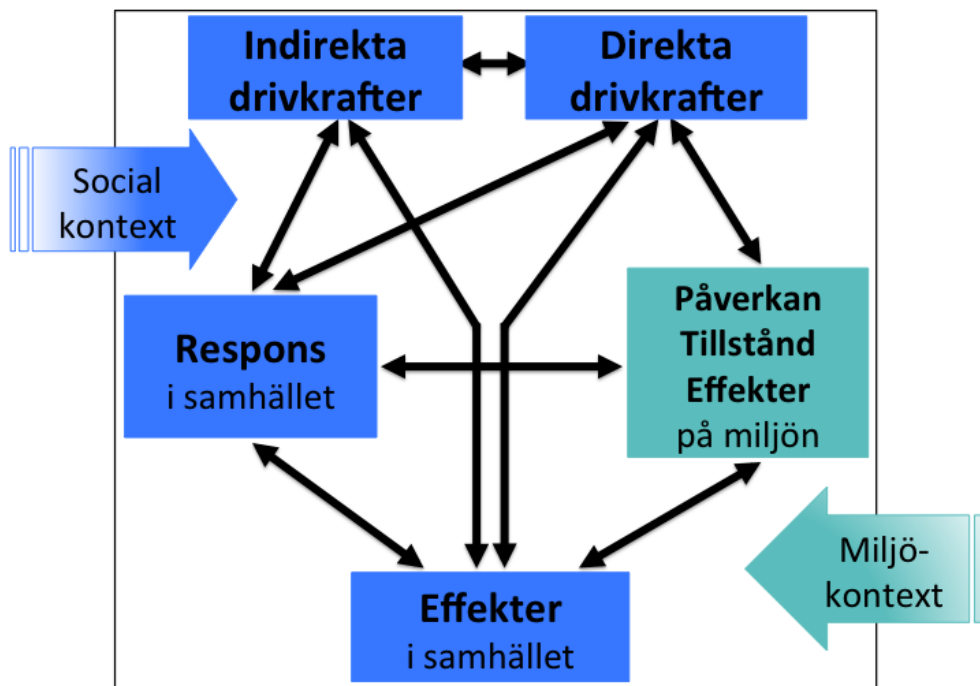 Indirekta
drivkrafter
Direkta
drivkrafter
Social
kontext
Respons
i samhället
Påverkan
Tillstånd
Effekter
på miljön
Miljö-
kontext
Effekter
i samhället